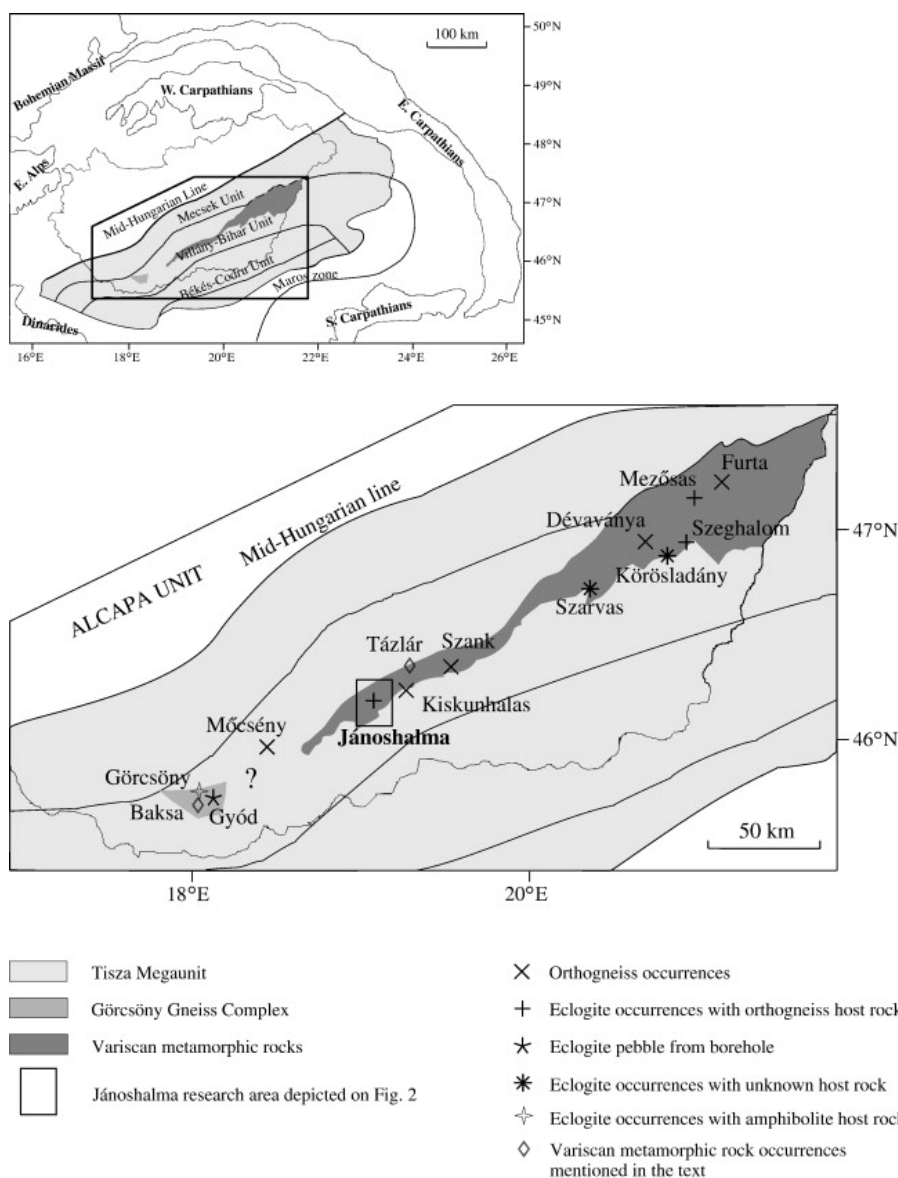 50°N
100 km
Bohemian Massif
49°N
W. Carpathians
E. Carpathians
48°N
E. Alps
Mid-Hungarian Line
47°N
Mecsek Unit
Villány-Bihar Unit
46°N
Békés-Codru Unit
Maros zone
S. Carpathians
Dinarides
45°N
16°E 18°E 20°E 22°E 24°E 26°E
Furta
Mezősas
Mid-Hungarian line
Dévaványa
Szeghalom
47°N
ALCAPA UNIT
Körösladány
Szarvas
Tázlár
Szank
Kiskunhalas
Mőcsény
Jánoshalma
46°N
?
Görcsöny
Baksa
Gyód
50 km
18°E 20°E
Tisza Megaunit
Görcsöny Gneiss Complex
Variscan metamorphic rocks
Jánoshalma research area depicted on Fig. 2
Orthogneiss occurrences
Eclogite occurrences with orthogneiss host rock
Eclogite pebble from borehole
Eclogite occurrences with unknown host rock
Eclogite occurrences with amphibolite host rock
Variscan metamorphic rock occurrences
mentioned in the text